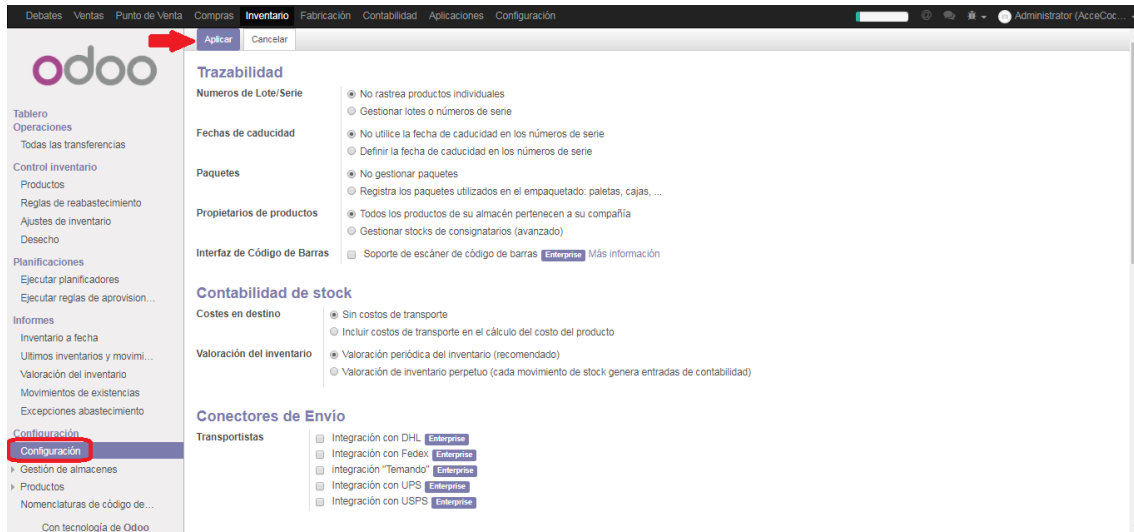 Debates Ventas Punto de Venta Compras Inventario Fabricación Contabilidad Aplicaciones Configuración @ Administrator (AcceCoc...
Aplicar Cancelar
odoo
Tablero
Operaciones
Todas las transferencias
Control inventario
Productos
Reglas de reabastecimiento
Ajustes de inventario
Desecho
Planificaciones
Ejecutar planificadores
Ejecutar reglas de aprovision...
Informes
Inventario a fecha
Ultimos inventarios y movimi...
Valoración del inventario
Movimientos de existencias
Excepciones abastecimiento
Configuración
Configuración
Gestión de almacenes
Productos
Nomenclaturas de código de...
Con tecnología de Odoo
Trazabilidad
Numeros de Lote/Serie No rastrea productos individuales
Gestionar lotes o números de serie
Fechas de caducidad No utilice la fecha de caducidad en los números de serie
Definir la fecha de caducidad en los números de serie
Paquetes No gestionar paquetes
Registra los paquetes utilizados en el empaquetado: paletas, cajas, ...
Propietarios de productos Todos los productos de su almacén pertenecen a su compañía
Gestionar stocks de consignatarios (avanzado)
Interfaz de Código de Barras Soporte de escáner de código de barras Enterprise Más información
Contabilidad de stock
Costes en destino Sin costos de transporte
Incluir costos de transporte en el cálculo del costo del producto
Valoración del inventario Valoración periódica del inventario (recomendado)
Valoración de inventario perpetuo (cada movimiento de stock genera entradas de contabilidad)
Conectores de Envío
Transportistas Integración con DHL Enterprise
Integración con Fedex Enterprise
integración "Temando" Enterprise
Integración con UPS Enterprise
Integración con USPS Enterprise